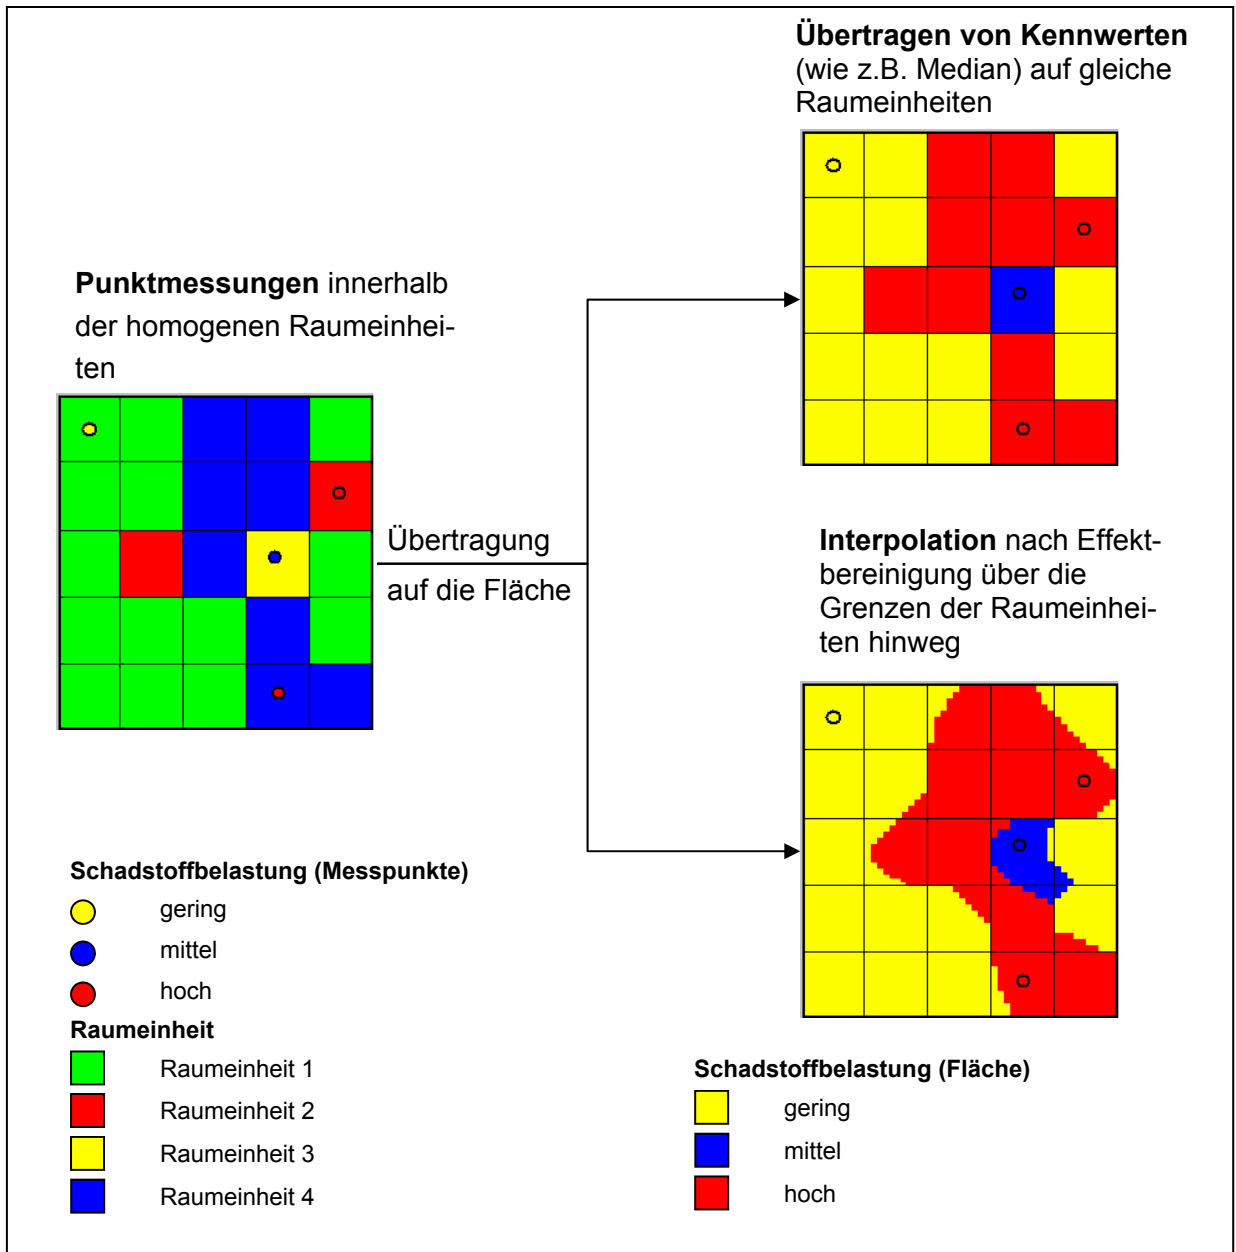 Übertragen von Kennwerten
(wie z.B. Median) auf gleiche
Raumeinheiten
Punktmessungen innerhalb
der homogenen Raumeinhei-
ten
Übertragung
auf die Fläche
Interpolation nach Effekt-
bereinigung über die
Grenzen der Raumeinhei-
ten hinweg
Schadstoffbelastung (Messpunkte)
gering
mittel
hoch
Raumeinheit
Raumeinheit 1
Raumeinheit 2
Raumeinheit 3
Raumeinheit 4
Schadstoffbelastung (Fläche)
gering
mittel
hoch